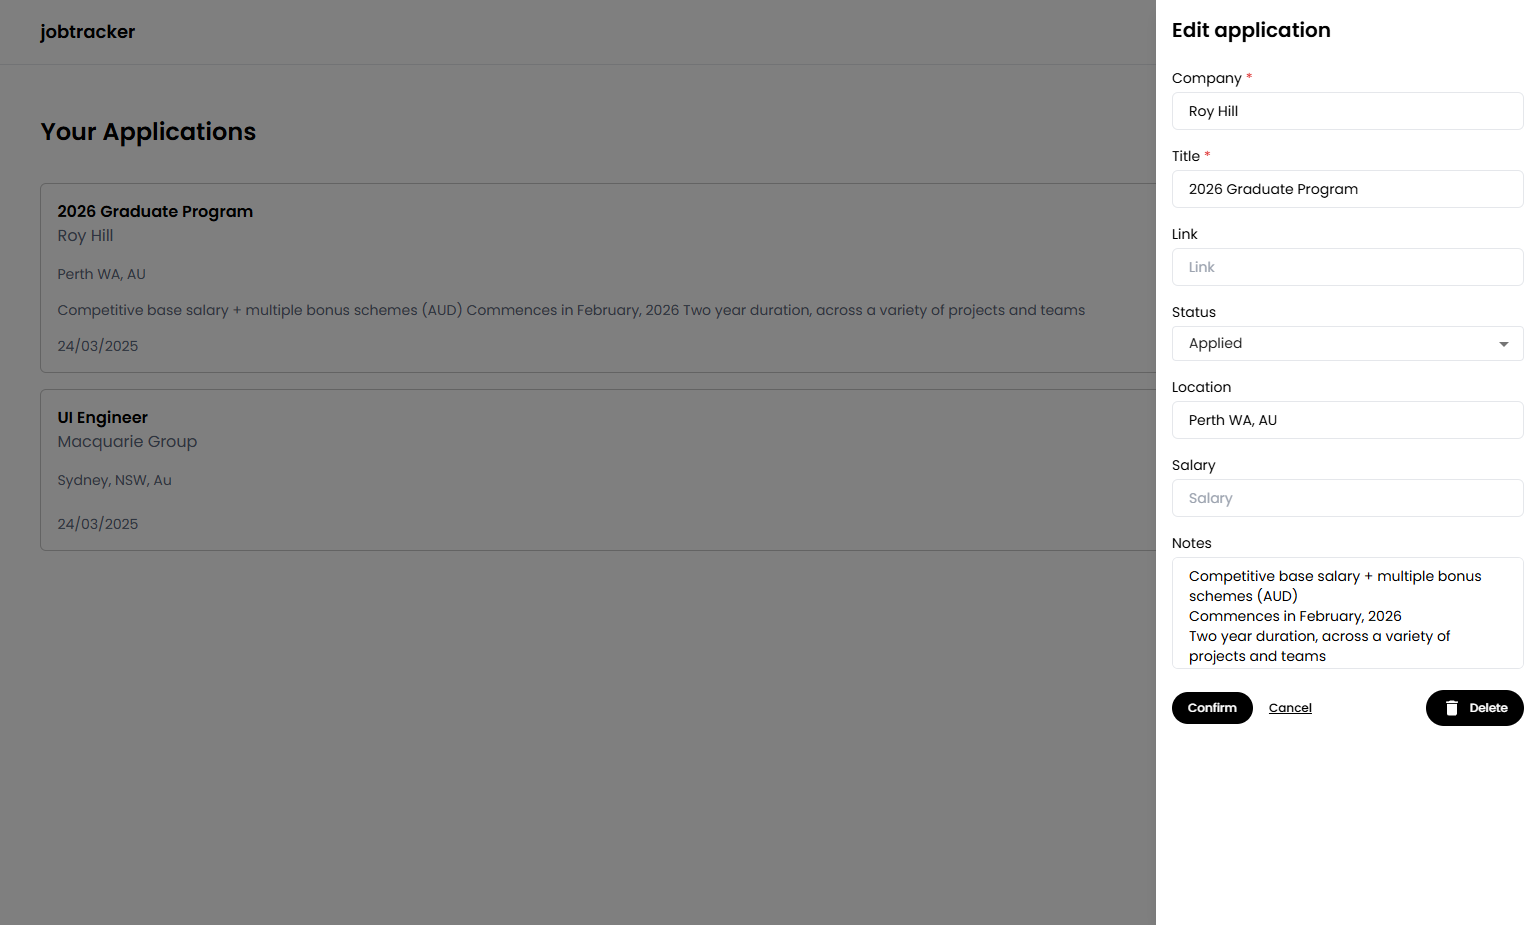 jobtracker
Your Applications
2026 Graduate Program
Roy Hill
Perth WA, AU
Competitive base salary + multiple bonus schemes (AUD) Commences in February, 2026 Two year duration, across a variety of projects and teams
24/03/2025
UI Engineer
Macquarie Group
Sydney, NSW, Au
24/03/2025
Edit application
Company *
Roy Hill
Title *
2026 Graduate Program
Link
Link
Status
Applied
Location
Perth WA, AU
Salary
Salary
Notes
Competitive base salary + multiple bonus
schemes (AUD)
Commences in February, 2026
Two year duration, across a variety of
projects and teams
Confirm
Cancel
Delete